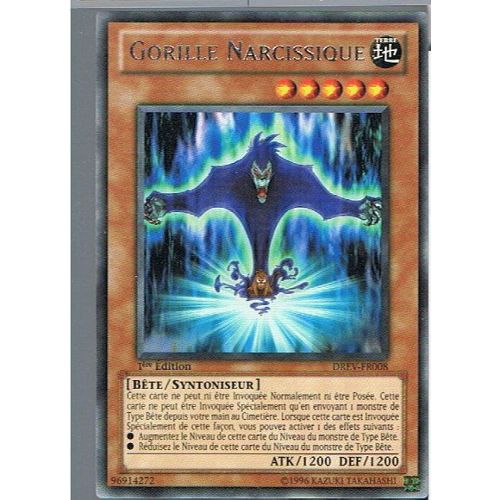 GORILLE NARCISSIQUE
TERRE
地
1ère Édition
DREV-FR008
[BÊTE/SYNTONISEUR]
Cette carte ne peut ni être Invoquée Normalement ni être Posée. Cette
carte ne peut être Invoquée Spécialement qu'en envoyant 1 monstre de
Type Bête depuis votre main au Cimetière. Lorsque cette carte est Invoquée
Spécialement de cette façon, vous pouvez activer 1 des effets suivants :
● Augmentez le Niveau de cette carte du Niveau du monstre de Type Bête.
● Réduisez le Niveau de cette carte du Niveau du monstre de Type Bête.
ATK/1200 DEF/1200
96914272
©1996 KAZUKI TAKAHASHI